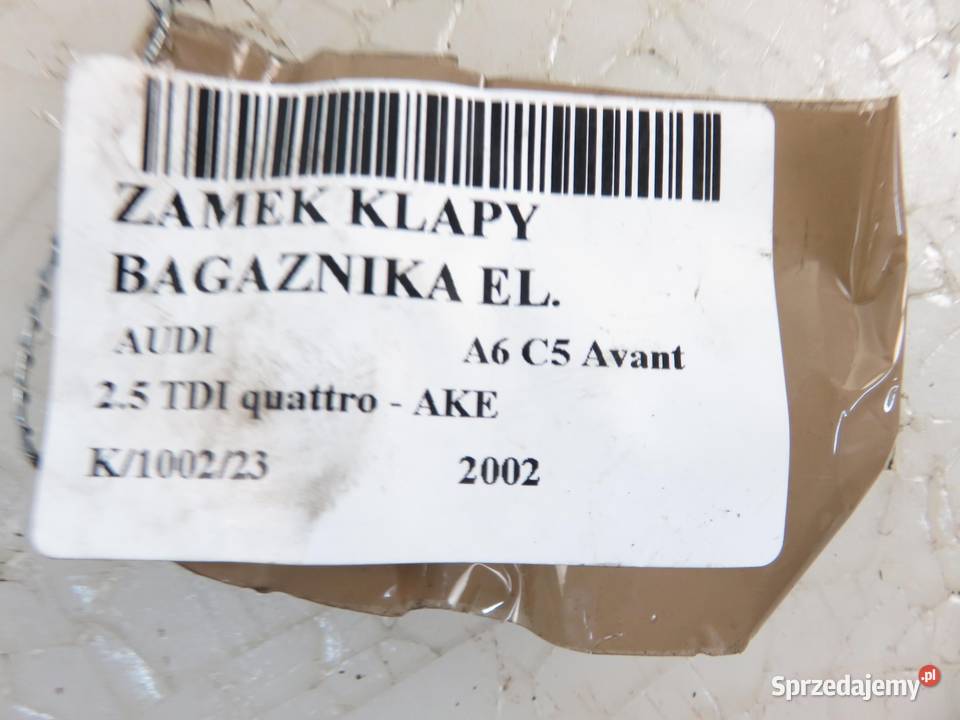 ZAMEK KLAPY
BAGAZNIKA EL.
AUDI A6 C5 Avant
2.5 TDI quattro - AKE
K/1002/23 2002
Sprzedajemy.pl